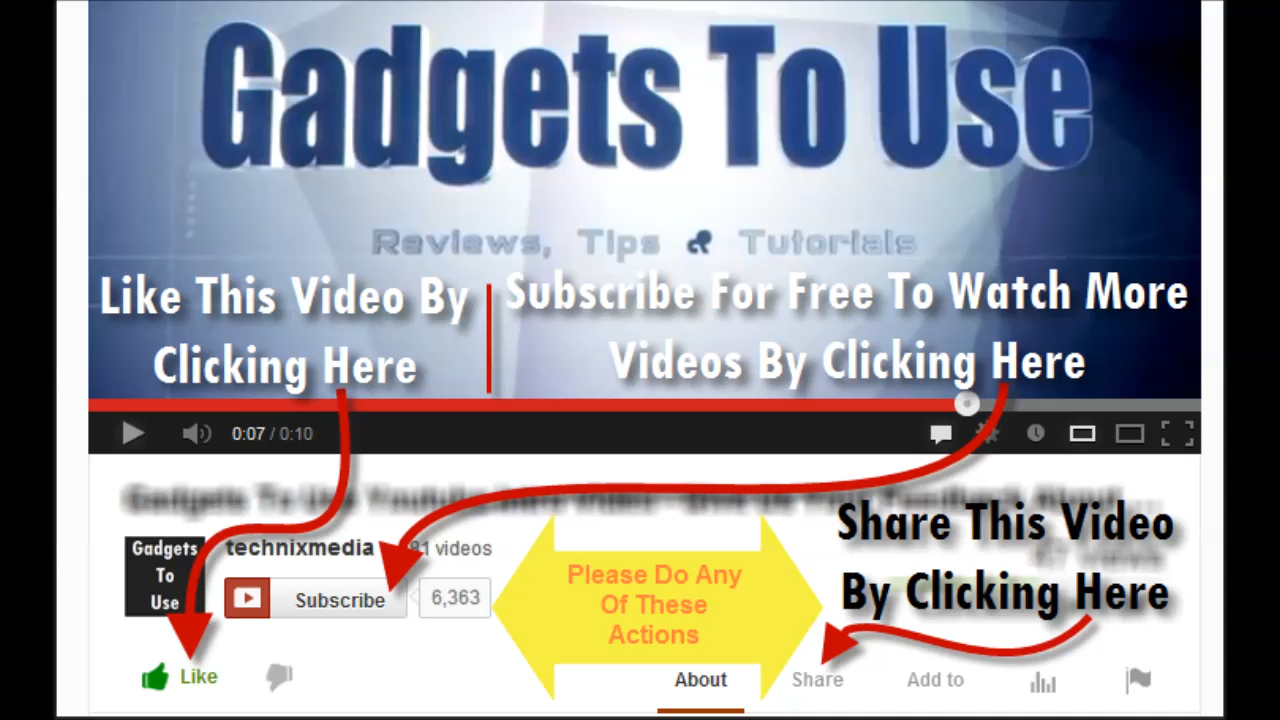 Gadgets To Use
Reviews, Tips & Tutorials
Like This Video By
Clicking Here
Subscribe For Free To Watch More
Videos By Clicking Here
0:07 / 0:10
Share This Video
By Clicking Here
Gadgets
To
Use
technixmedia
81 videos
Subscribe
6,363
Please Do Any
Of These
Actions
Like
About
Share
Add to